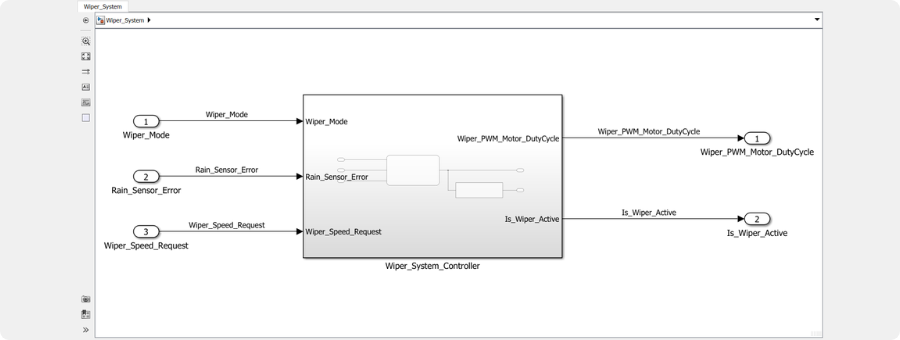 Wiper_System
Wiper_System
1
Wiper_Mode
Wiper_Mode
2
Rain_Sensor_Error
Rain_Sensor_Error
3
Wiper_Speed_Request
Wiper_Speed_Request
Wiper_Mode
Rain_Sensor_Error
Wiper_Speed_Request
Wiper_PWM_Motor_DutyCycle
Is_Wiper_Active
Wiper_System_Controller
Wiper_PWM_Motor_DutyCycle
1
Wiper_PWM_Motor_DutyCycle
Is_Wiper_Active
2
Is_Wiper_Active